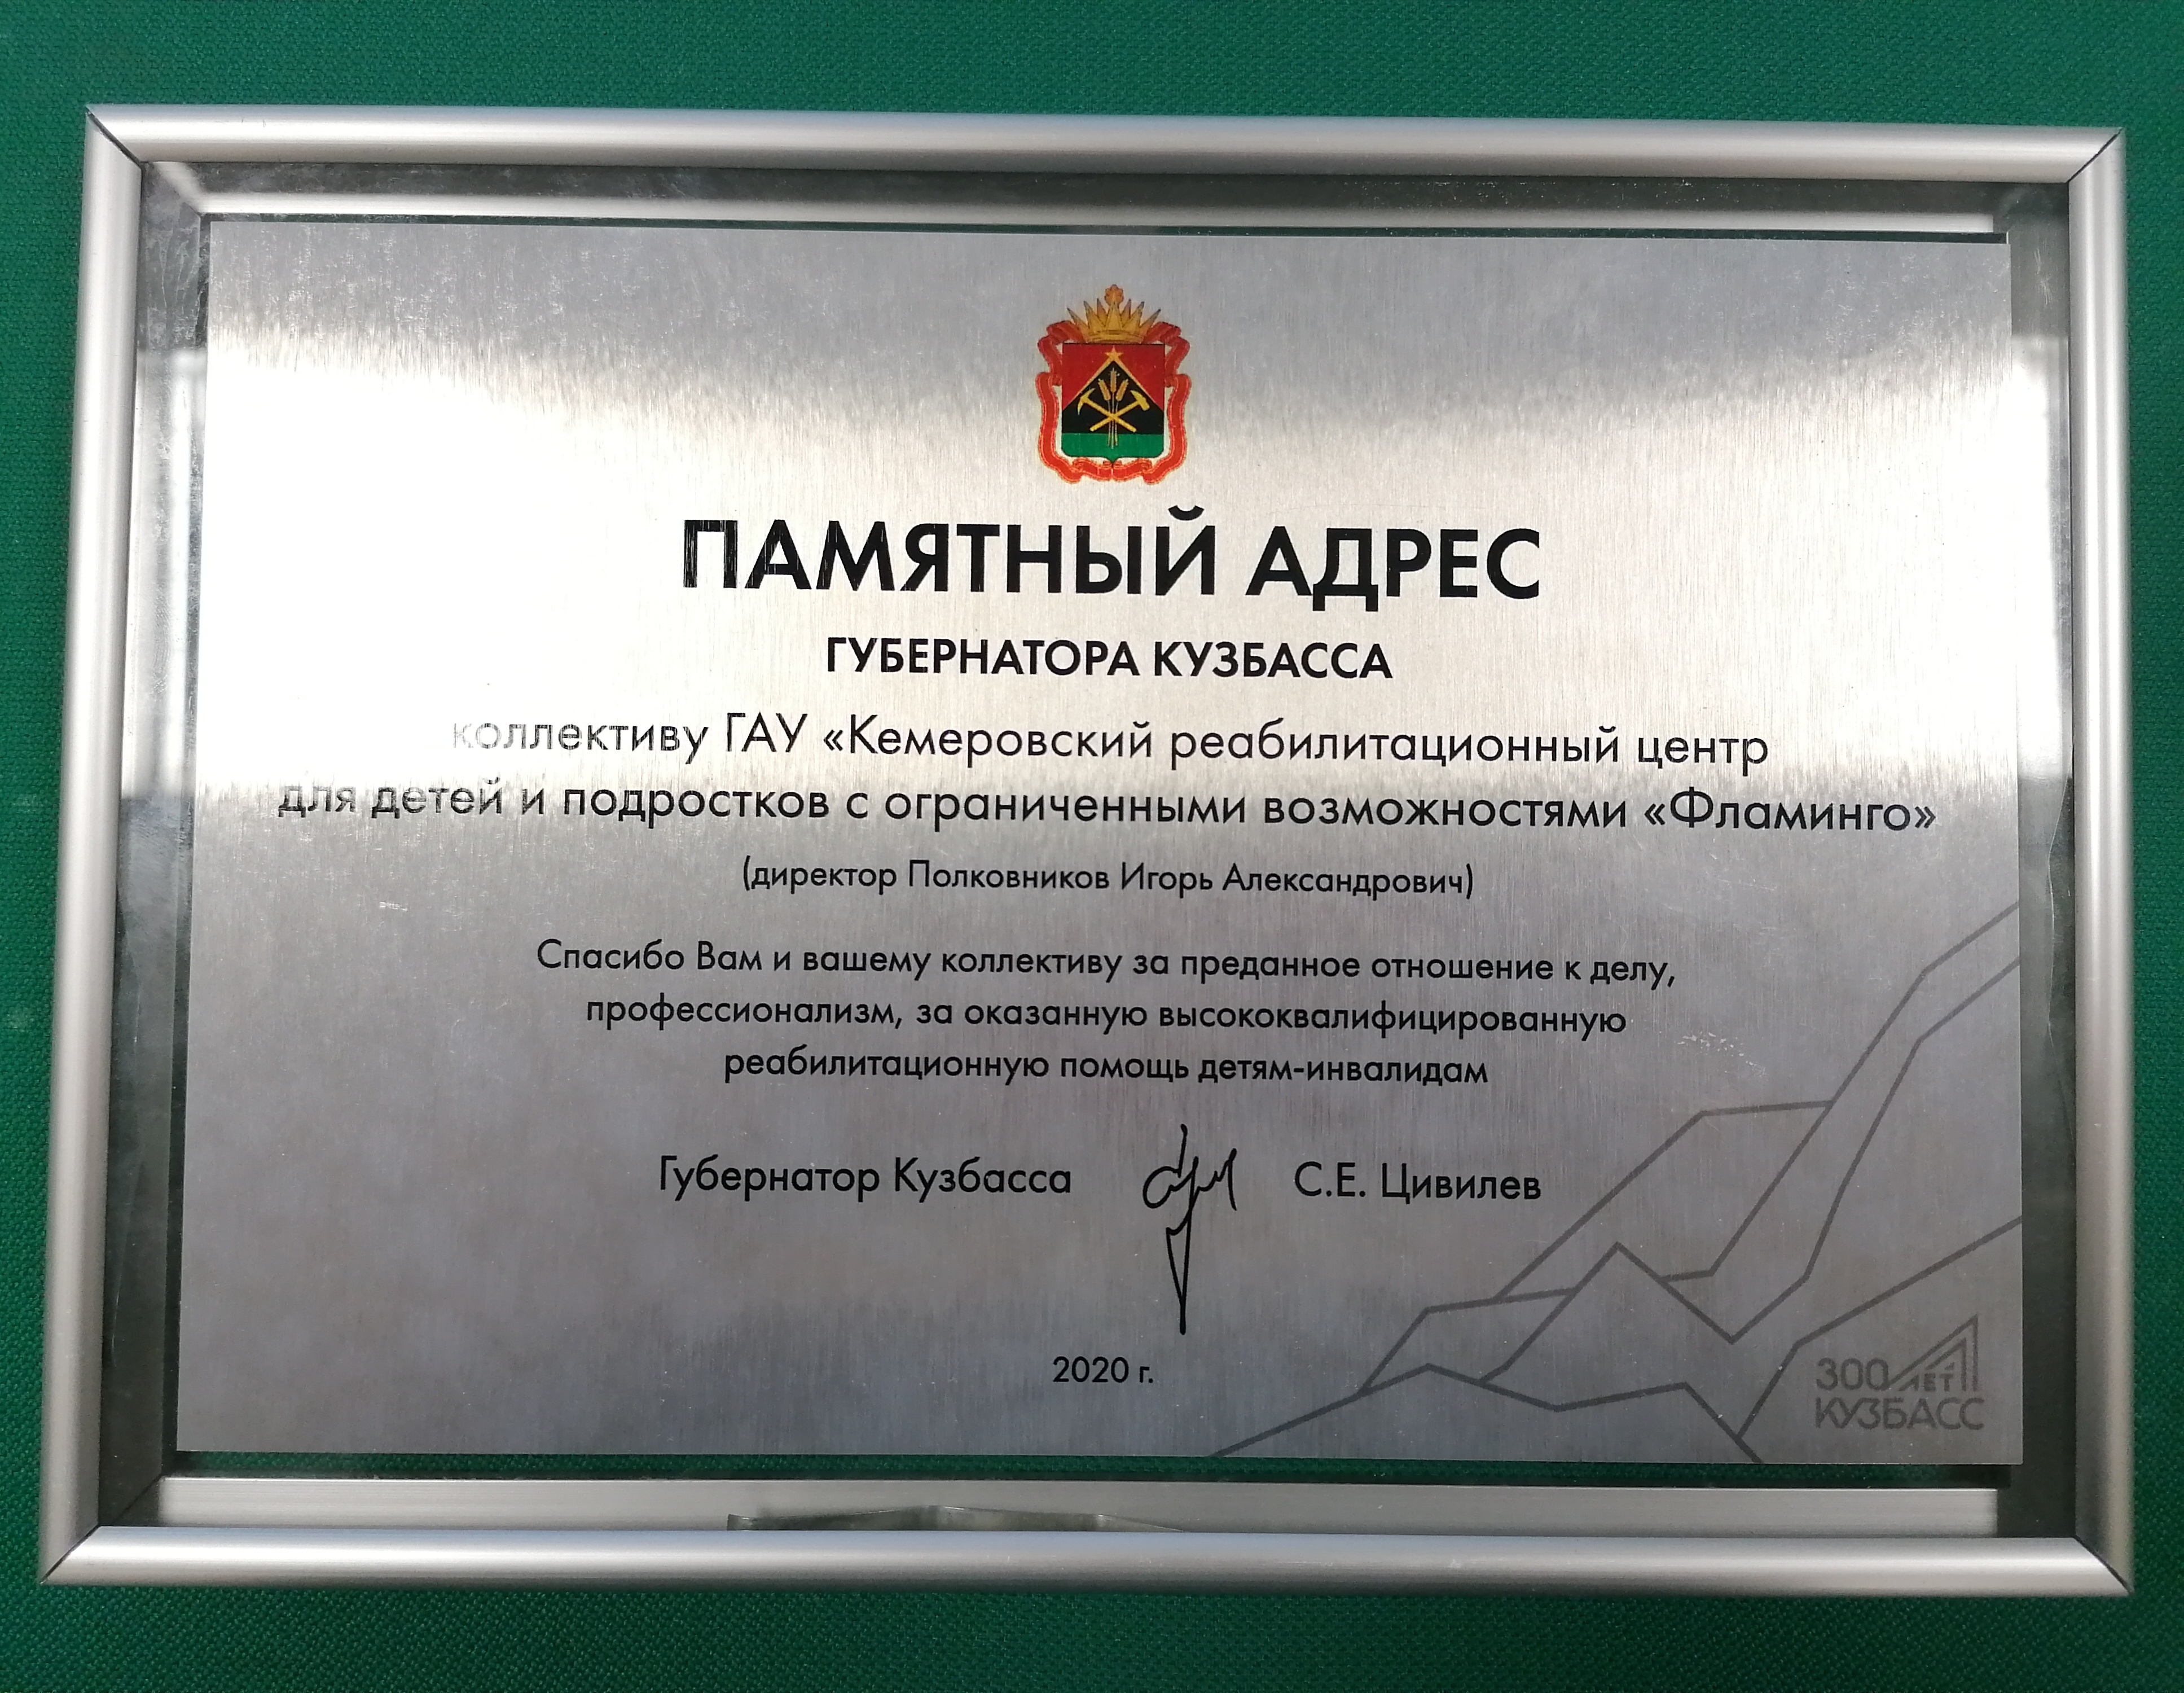 ПАМЯТНЫЙ АДРЕС
ГУБЕРНАТОРА КУЗБАССА
коллективу ГАУ «Кемеровский реабилитационный центр
для детей и подростков с ограниченными возможностями «Фламинго»
(директор Полковников Игорь Александрович)
Спасибо Вам и вашему коллективу за преданное отношение к делу,
профессионализм, за оказанную высококвалифицированную
реабилитационную помощь детям-инвалидам
Губернатор Кузбасса С.Е. Цивилев
2020 г.
300 ЛЕТ
КУЗБАСС